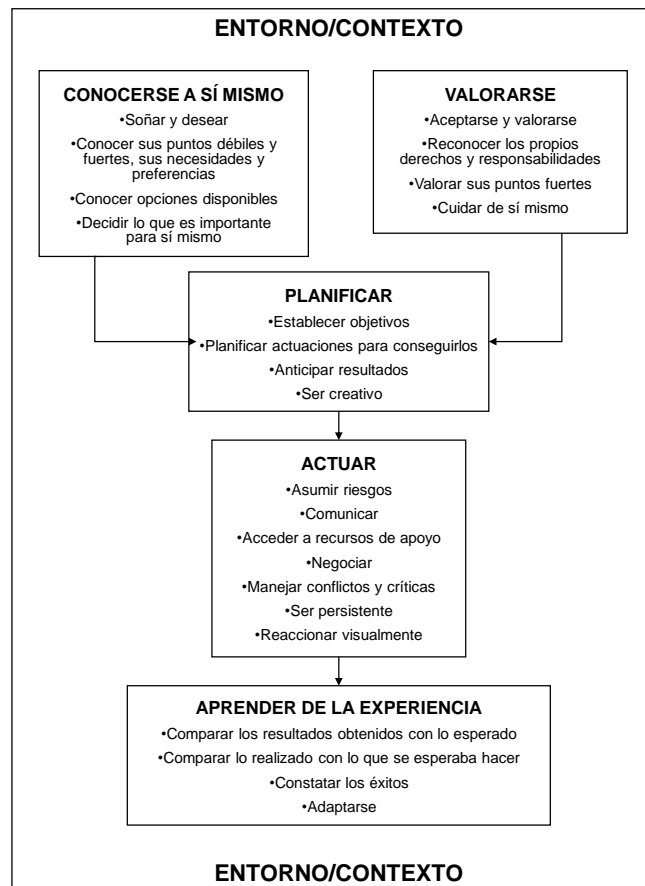 ENTORNO/CONTEXTO
CONOCERSE A SÍ MISMO
•Soñar y desear
•Conocer sus puntos débiles y
fuertes, sus necesidades y
preferencias
•Conocer opciones disponibles
•Decidir lo que es importante
para sí mismo
VALORARSE
•Aceptarse y valorarse
•Reconocer los propios
derechos y responsabilidades
•Valorar sus puntos fuertes
•Cuidar de sí mismo
PLANIFICAR
•Establecer objetivos
•Planificar actuaciones para conseguirlos
•Anticipar resultados
•Ser creativo
ACTUAR
•Asumir riesgos
•Comunicar
•Acceder a recursos de apoyo
•Negociar
•Manejar conflictos y críticas
•Ser persistente
•Reaccionar visualmente
APRENDER DE LA EXPERIENCIA
•Comparar los resultados obtenidos con lo esperado
•Comparar lo realizado con lo que se esperaba hacer
•Constatar los éxitos
•Adaptarse
ENTORNO/CONTEXTO